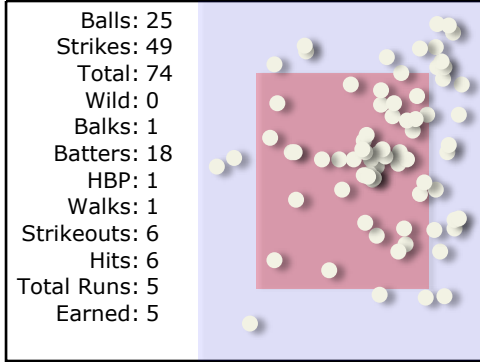 Balls: 25
Strikes: 49
Total: 74
Wild: 0
Balks: 1
Batters: 18
HBP: 1
Walks: 1
Strikeouts: 6
Hits: 6
Total Runs: 5
Earned: 5